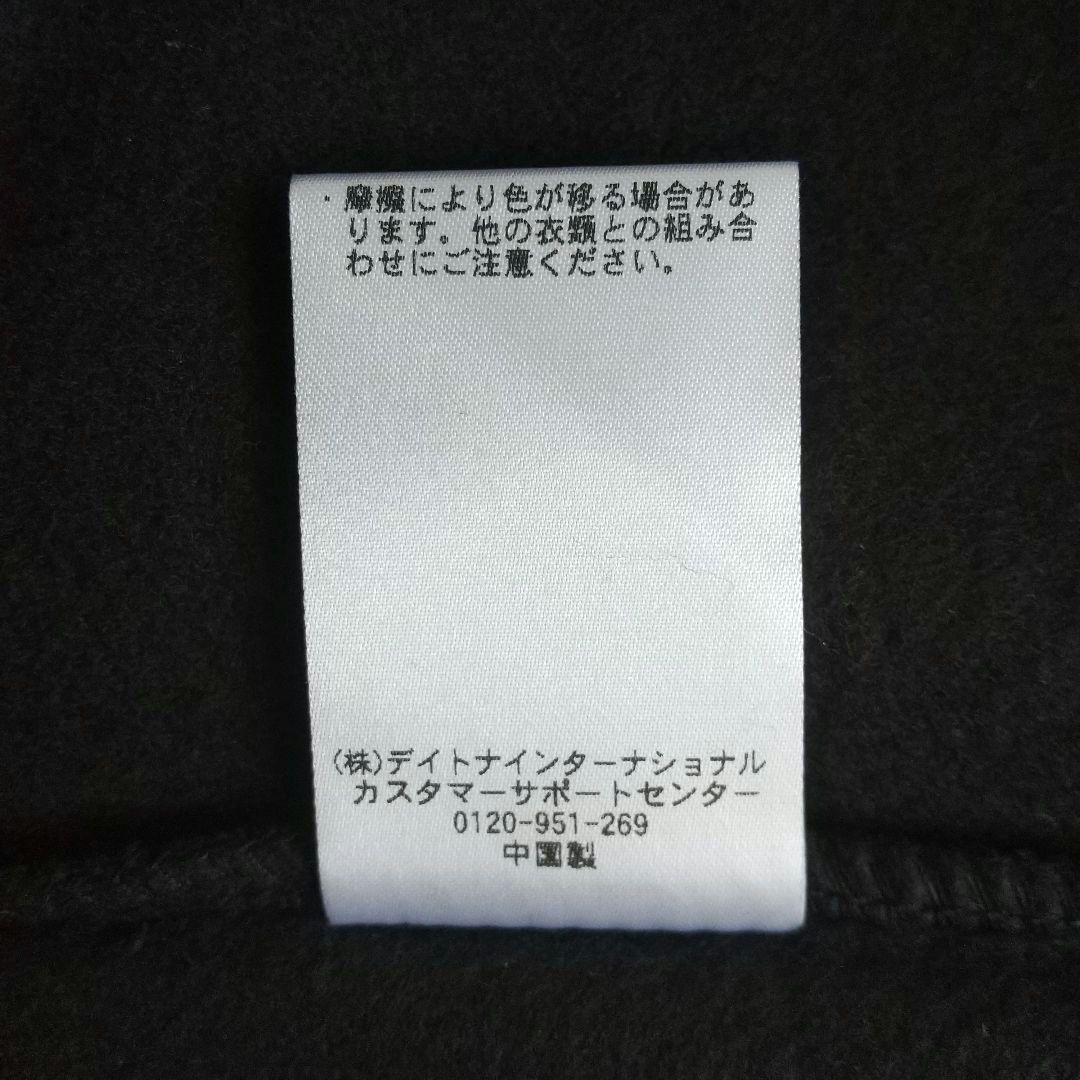 ・摩擦により色が移る場合があ
ります。他の衣類との組み合
わせにご注意ください。
(株)デイトナインターナショナル
カスタマーサポートセンター
0120-951-269
中国製